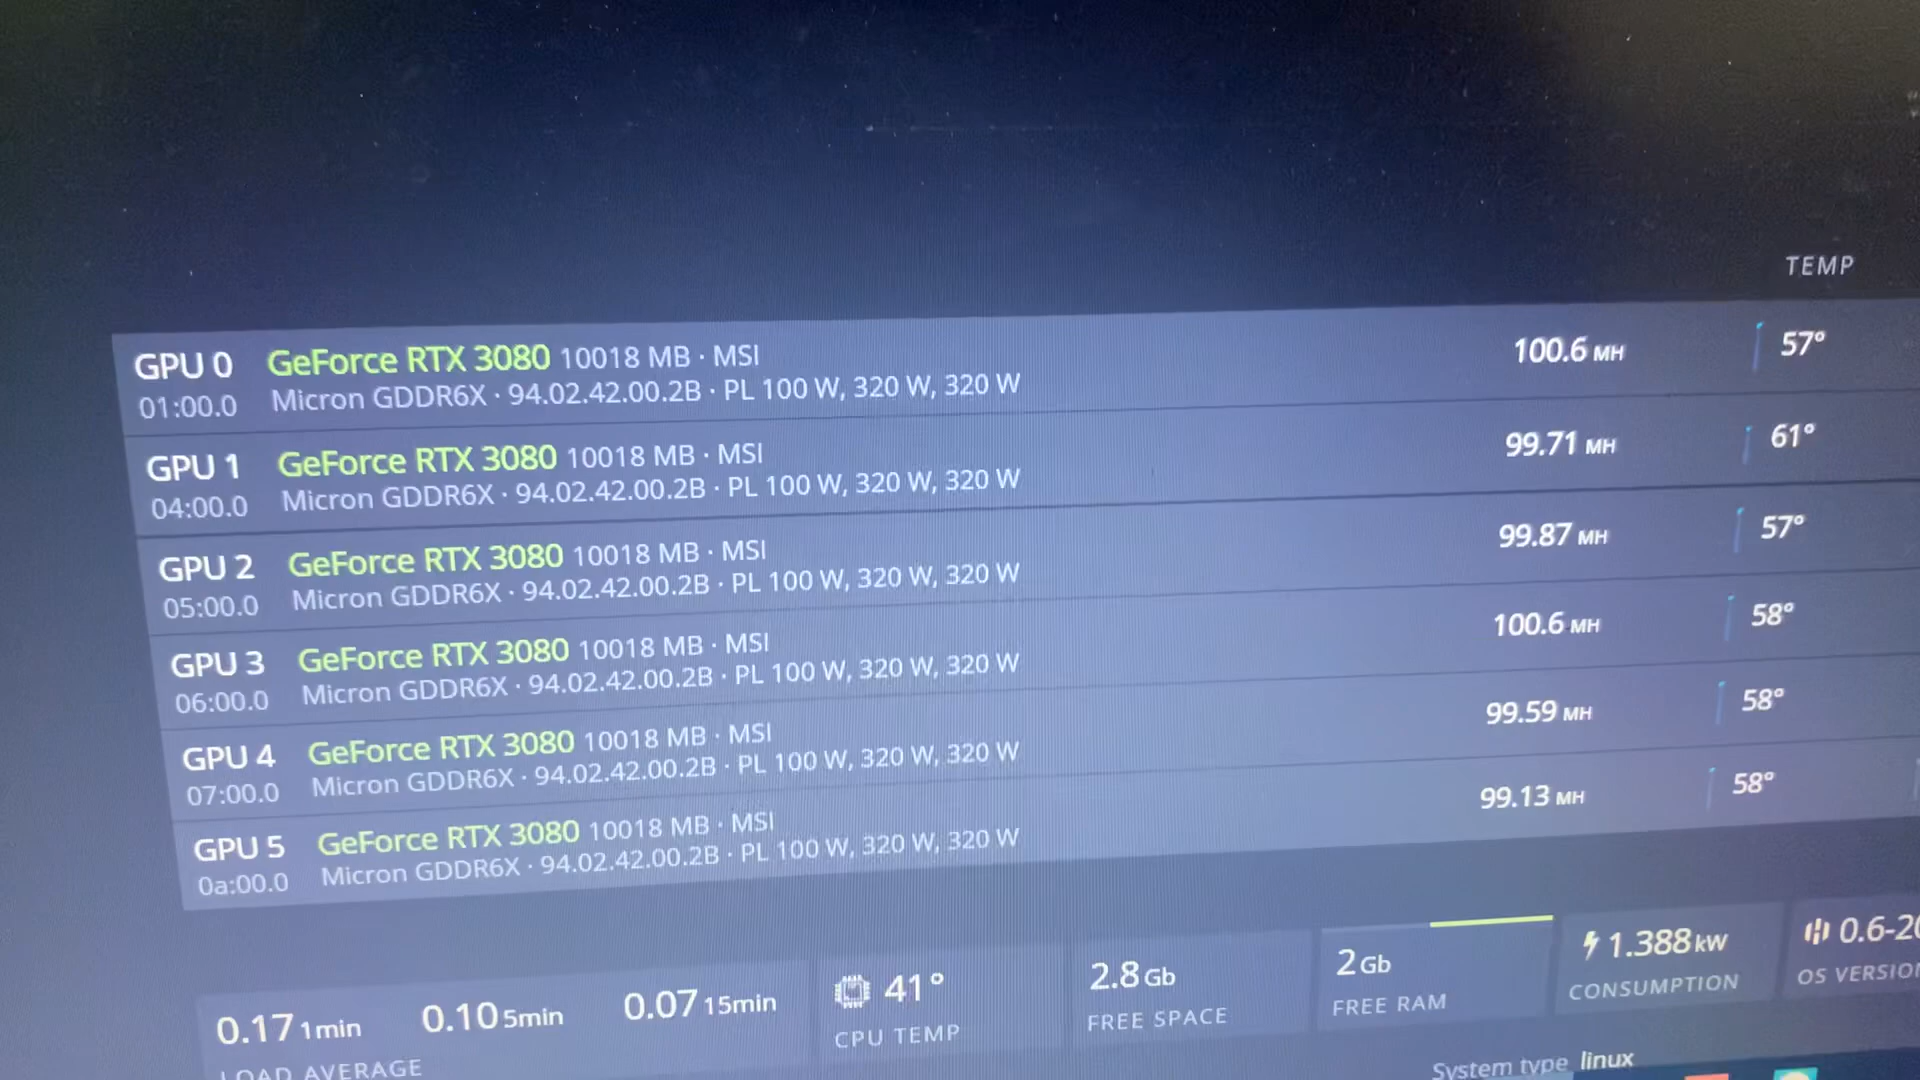 TEMP
GPU 0 GeForce RTX 3080 10018 MB · MSI 100.6 MH 57°
01:00.0 Micron GDDR6X · 94.02.42.00.2B · PL 100 W, 320 W, 320 W
GPU 1 GeForce RTX 3080 10018 MB · MSI 99.71 MH 61°
04:00.0 Micron GDDR6X · 94.02.42.00.2B · PL 100 W, 320 W, 320 W
GPU 2 GeForce RTX 3080 10018 MB · MSI 99.87 MH 57°
05:00.0 Micron GDDR6X · 94.02.42.00.2B · PL 100 W, 320 W, 320 W
GPU 3 GeForce RTX 3080 10018 MB · MSI 100.6 MH 58°
06:00.0 Micron GDDR6X · 94.02.42.00.2B · PL 100 W, 320 W, 320 W
GPU 4 GeForce RTX 3080 10018 MB · MSI 99.59 MH 58°
07:00.0 Micron GDDR6X · 94.02.42.00.2B · PL 100 W, 320 W, 320 W
GPU 5 GeForce RTX 3080 10018 MB · MSI 99.13 MH 58°
0a:00.0 Micron GDDR6X · 94.02.42.00.2B · PL 100 W, 320 W, 320 W
0.17 1min 0.10 5min 0.07 15min 41° 2.8 Gb 2 Gb 1.388 kW 0.6-20
LOAD AVERAGE CPU TEMP FREE SPACE FREE RAM CONSUMPTION OS VERSION
System type linux